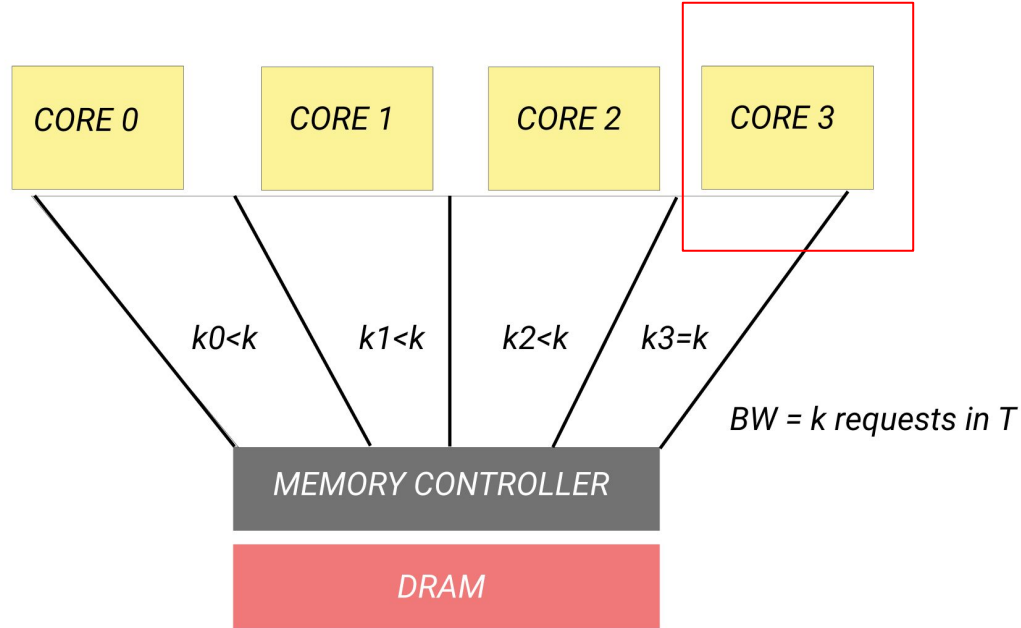 CORE 0
CORE 1
CORE 2
CORE 3
k0<k
k1<k
k2<k
k3=k
BW = k requests in T
MEMORY CONTROLLER
DRAM